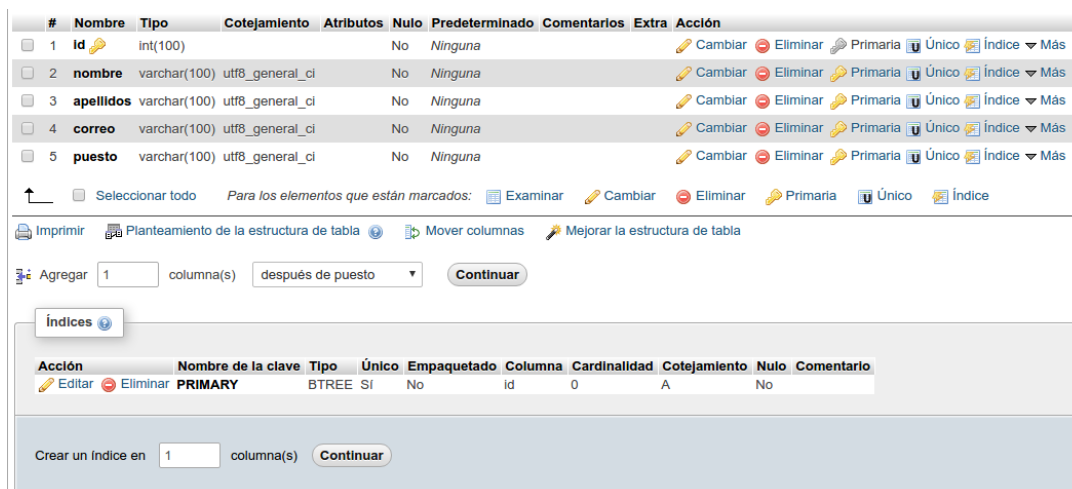 # Nombre Tipo Cotejamiento Atributos Nulo Predeterminado Comentarios Extra Acción
1 id int(100) No Ninguna Cambiar Eliminar Primaria Único Índice Más
2 nombre varchar(100) utf8_general_ci No Ninguna Cambiar Eliminar Primaria Único Índice Más
3 apellidos varchar(100) utf8_general_ci No Ninguna Cambiar Eliminar Primaria Único Índice Más
4 correo varchar(100) utf8_general_ci No Ninguna Cambiar Eliminar Primaria Único Índice Más
5 puesto varchar(100) utf8_general_ci No Ninguna Cambiar Eliminar Primaria Único Índice Más
Seleccionar todo Para los elementos que están marcados: Examinar Cambiar Eliminar Primaria Único Índice
Imprimir Planteamiento de la estructura de tabla Mover columnas Mejorar la estructura de tabla
Agregar 1 columna(s) después de puesto Continuar
Índices
Acción Nombre de la clave Tipo Único Empaquetado Columna Cardinalidad Cotejamiento Nulo Comentario
Editar Eliminar PRIMARY BTREE Sí No id 0 A No
Crear un índice en 1 columna(s) Continuar